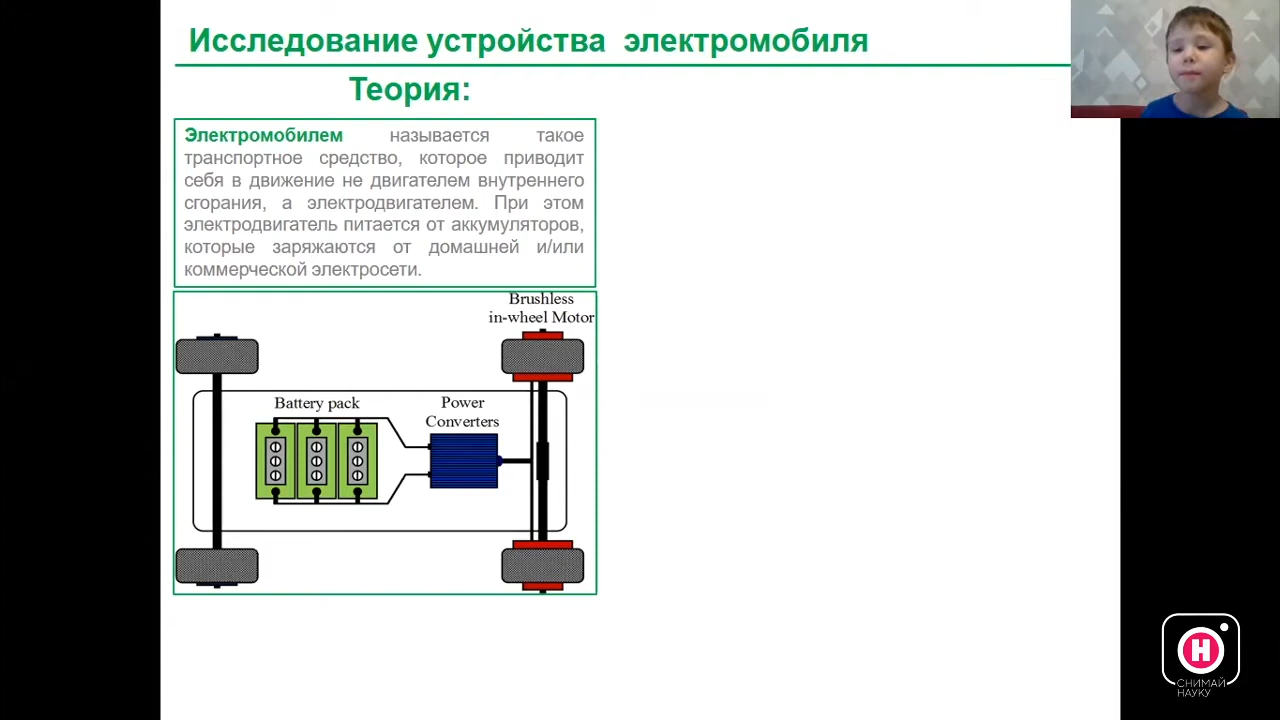 Исследование устройства электромобиля
Теория:
Электромобилем называется такое
транспортное средство, которое приводит
себя в движение не двигателем внутреннего
сгорания, а электродвигателем. При этом
электродвигатель питается от аккумуляторов,
которые заряжаются от домашней и/или
коммерческой электросети.
Brushless
in-wheel Motor
Battery pack
Power
Converters
Н
СНИМАЙ
НАУКУ